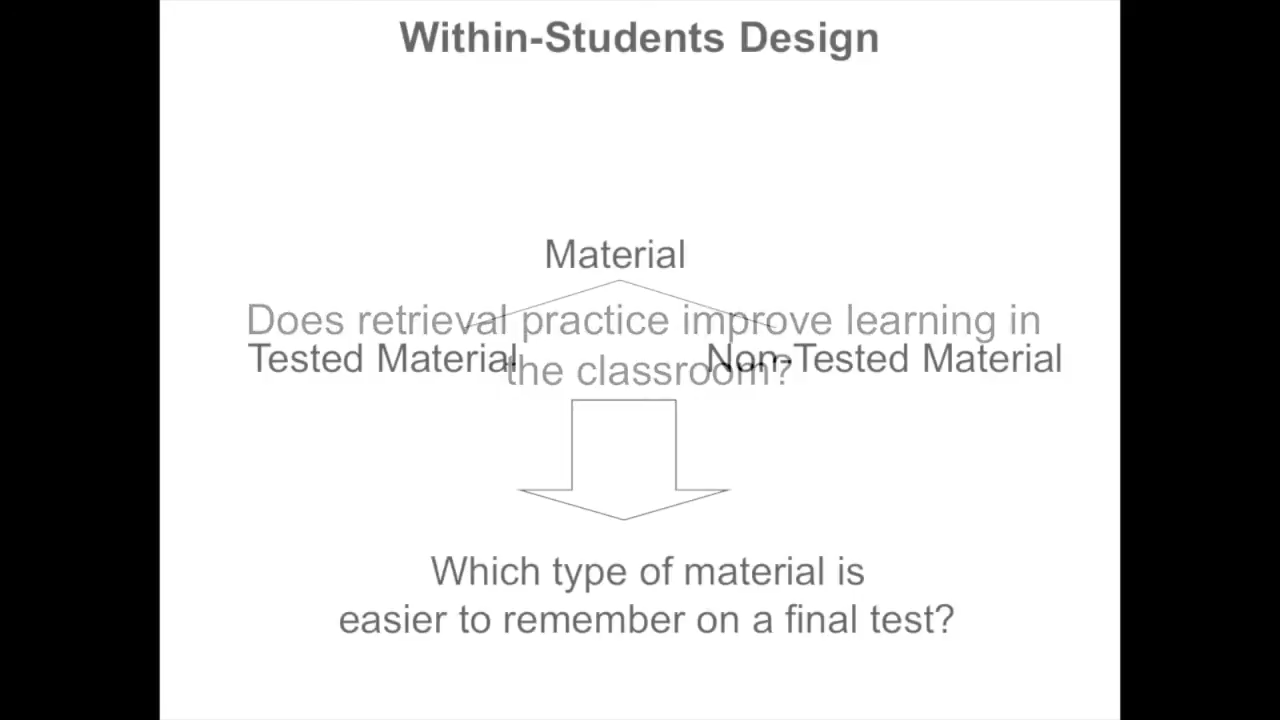 Within-Students Design
Material
Does retrieval practice improve learning in
the classroom?
Tested Material
Non-Tested Material
Which type of material is
easier to remember on a final test?